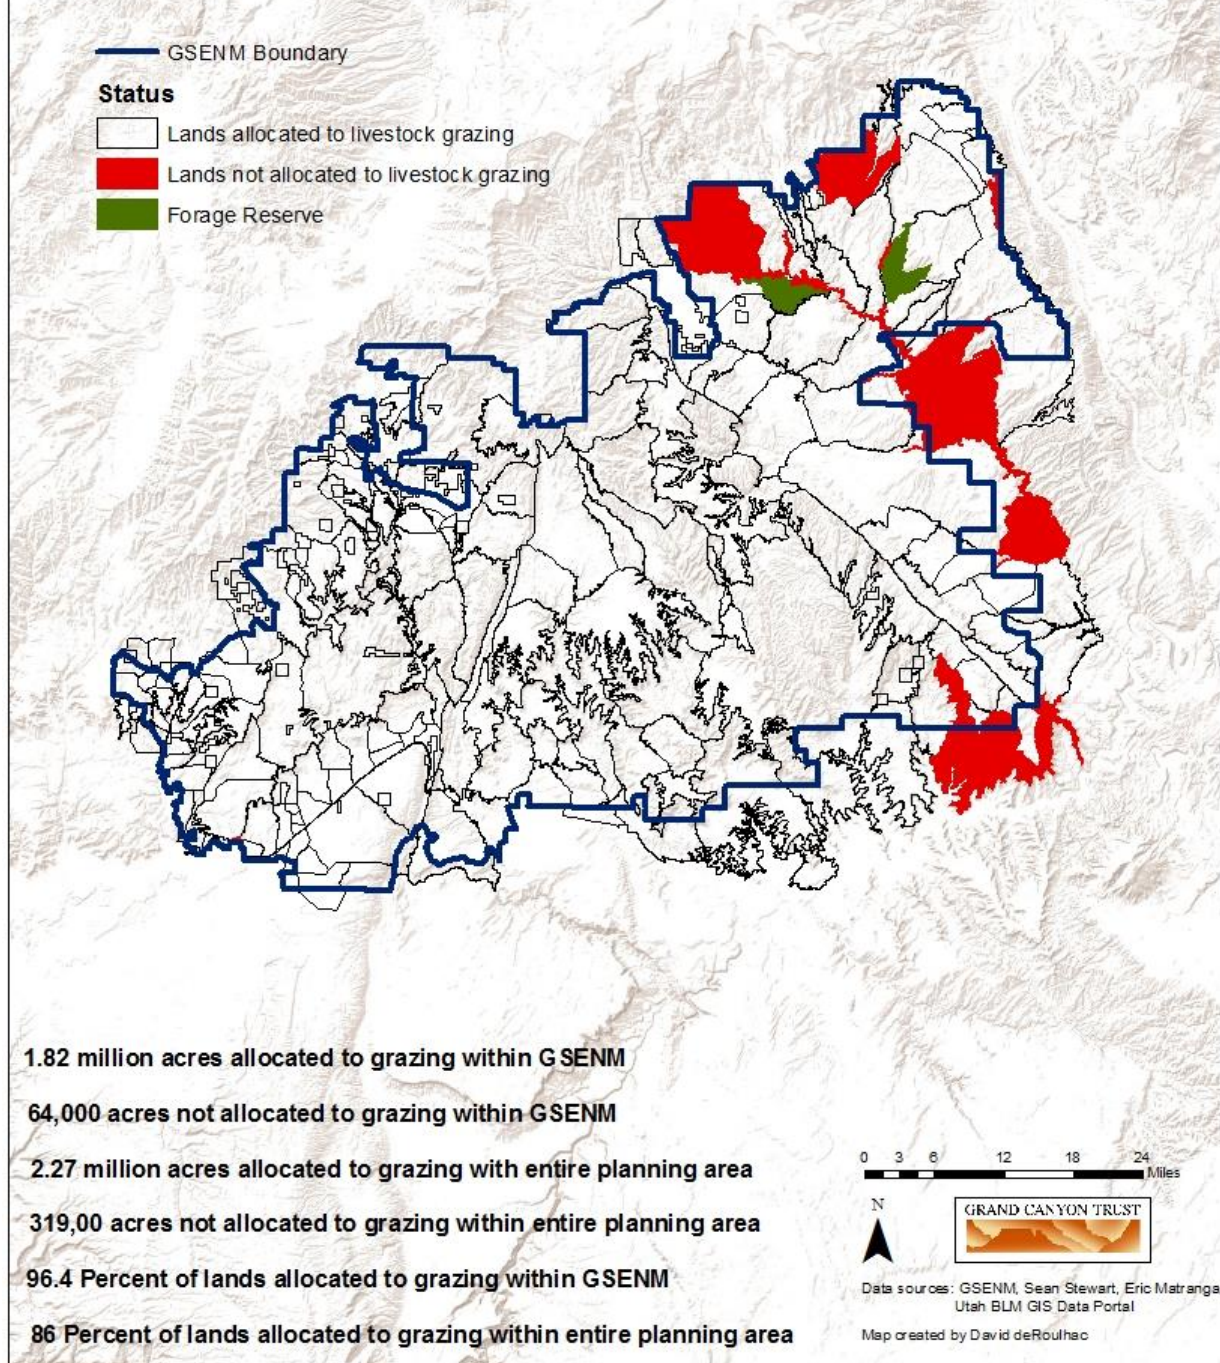 GSENM Boundary
Status
Lands allocated to livestock grazing
Lands not allocated to livestock grazing
Forage Reserve
1.82 million acres allocated to grazing within GSENM
64,000 acres not allocated to grazing within GSENM
2.27 million acres allocated to grazing with entire planning area
319,00 acres not allocated to grazing within entire planning area
96.4 Percent of lands allocated to grazing within GSENM
86 Percent of lands allocated to grazing within entire planning area
0 3 6 12 18 24
Miles
N
GRAND CANYON TRUST
Data sources: GSENM, Sean Stewart, Eric Matranga
Utah BLM GIS Data Portal
Map created by David deRoulhac